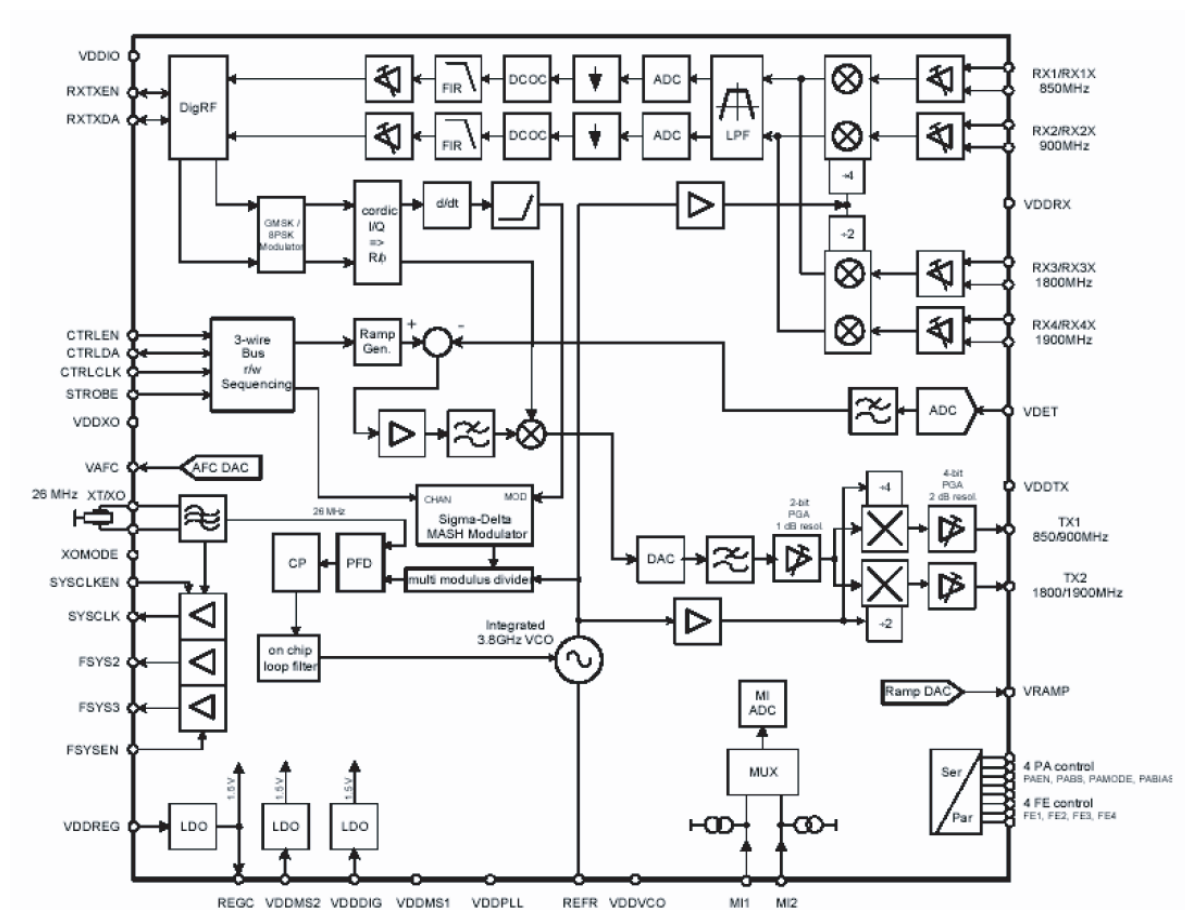 VDDIO
RXTXEN
RXTXDA
DigRF
FIR
DCOC
ADC
LPF
RX1/RX1X
850MHz
FIR
DCOC
ADC
RX2/RX2X
900MHz
÷4
VDDRX
÷2
RX3/RX3X
1800MHz
RX4/RX4X
1900MHz
GMSK /
8PSK
Modulator
cordic
I/Q
=>
R/φ
d/dt
CTRLEN
CTRLDA
CTRLCLK
STROBE
3-wire
Bus
r/w
Sequencing
Ramp
Gen.
+
-
VDDXO
ADC
VDET
VAFC
AFC DAC
26 MHz
XT/XO
26 MHz
CHAN
MOD
Sigma-Delta
MASH Modulator
XOMODE
SYSCLKEN
SYSCLK
FSYS2
FSYS3
FSYSEN
CP
PFD
multi modulus divider
on chip
loop filter
Integrated
3.8GHz VCO
DAC
2-bit
PGA
1 dB resol.
4-bit
PGA
2 dB resol.
÷4
÷2
VDDTX
TX1
850/900MHz
TX2
1800/1900MHz
Ramp DAC
VRAMP
MI
ADC
MUX
Ser
Par
4 PA control
PAEN, PABS, PAMODE, PABIAS
4 FE control
FE1, FE2, FE3, FE4
1.5V
1.5V
1.5V
VDDREG
LDO
LDO
LDO
REGC
VDDMS2
VDDDIG
VDDMS1
VDDPLL
REFR
VDDVCO
MI1
MI2